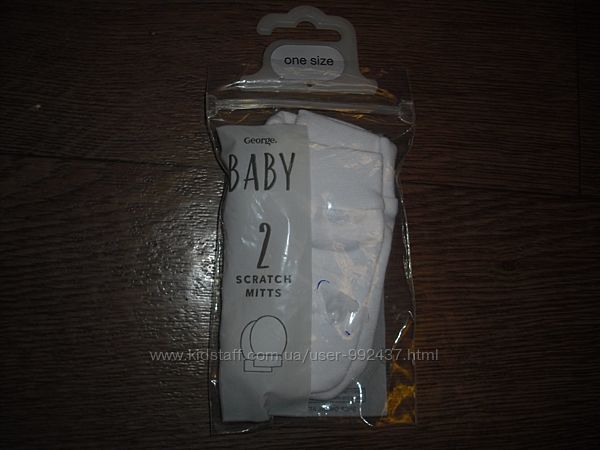 one size
George.
BABY
2
SCRATCH
MITTS
www.kidstaff.com.ua/user-992437.html